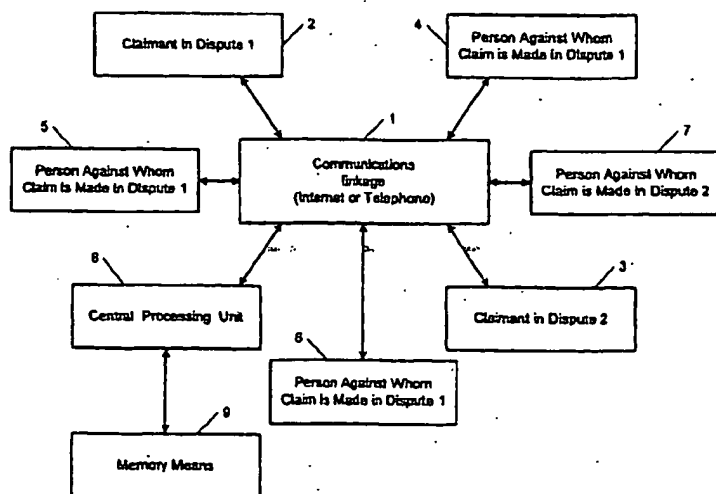 2
Claimant in Dispute 1
4
Person Against Whom
Claim is Made in Dispute 1
5
Person Against Whom
Claim is Made in Dispute 1
1
Communications
linkage
(Internet or Telephone)
7
Person Against Whom
Claim is Made in Dispute 2
8
Central Processing Unit
3
Claimant in Dispute 2
6
Person Against Whom
Claim is Made in Dispute 1
9
Memory Means